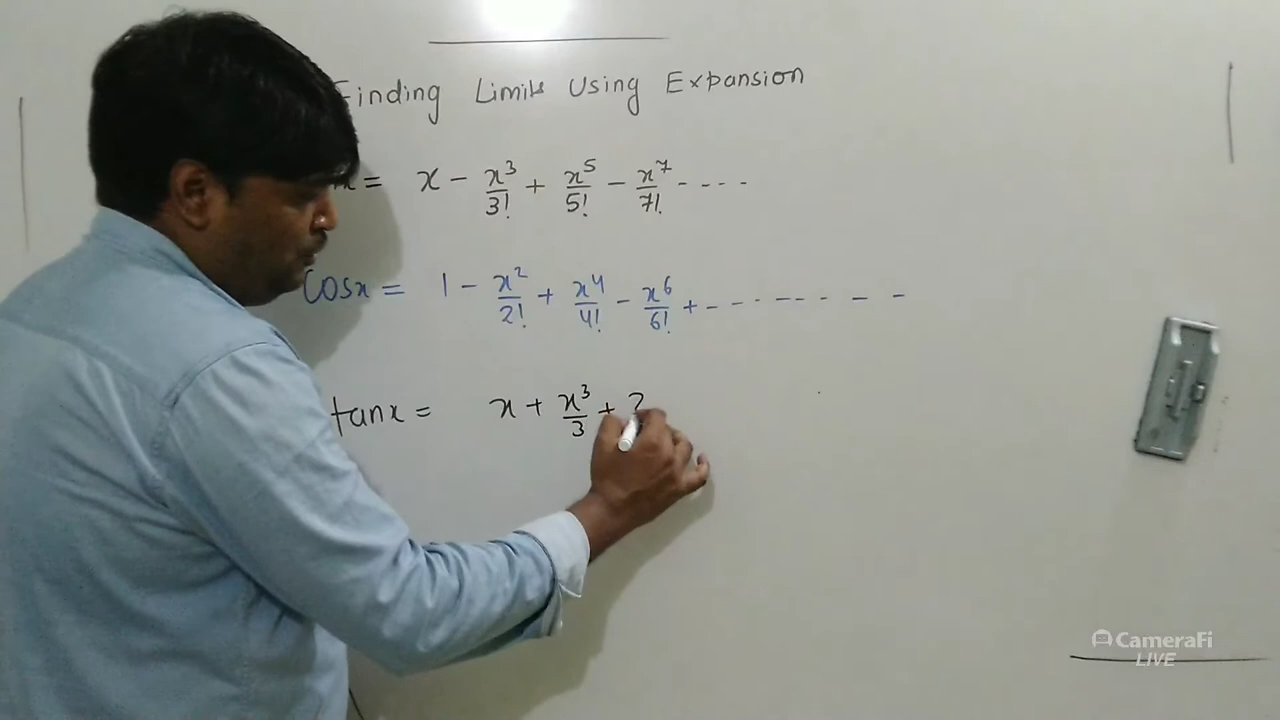 Finding Limits Using Expansion
x = x - x³/3! + x⁵/5! - x⁷/7! - - - -
Cosx = 1 - x²/2! + x⁴/4! - x⁶/6! + - - - - - - - -
tanx = x + x³/3 + 2
CameraFi
LIVE